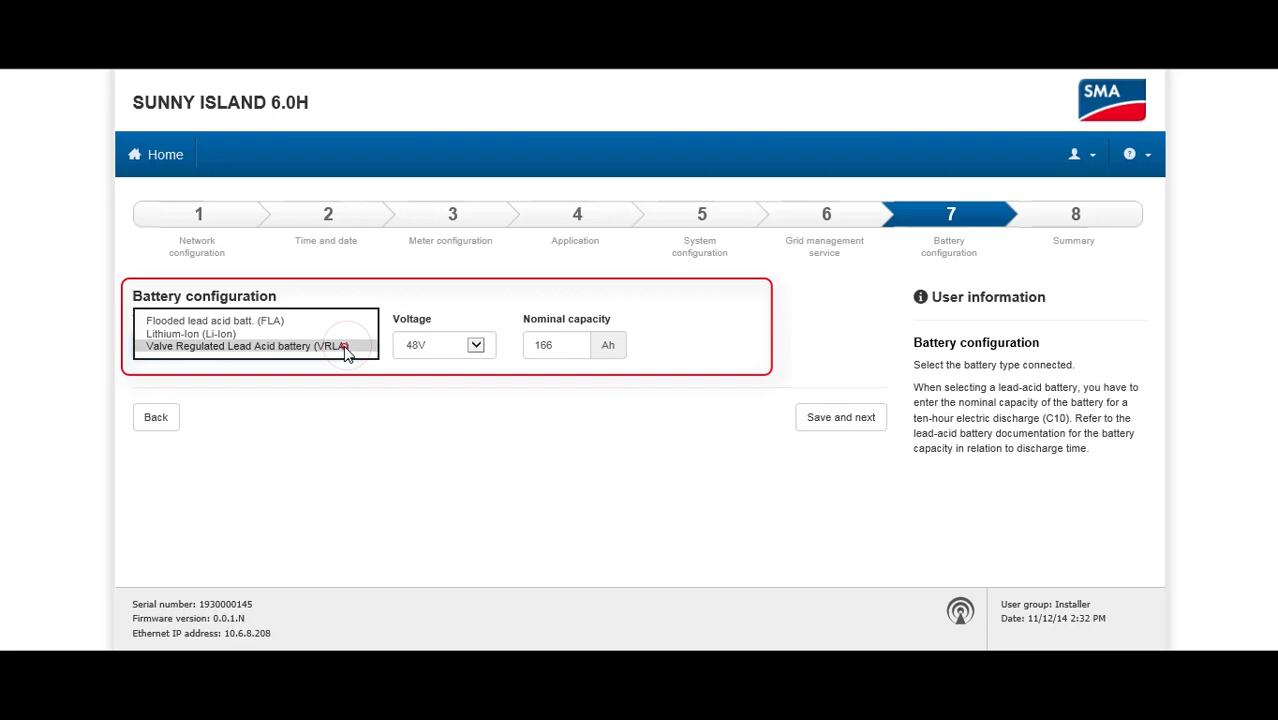 SUNNY ISLAND 6.0H
SMA
Home
1
2
3
4
5
6
7
8
Network
configuration
Time and date
Meter configuration
Application
System
configuration
Grid management
service
Battery
configuration
Summary
Battery configuration
Flooded lead acid batt. (FLA)
Lithium-Ion (Li-Ion)
Valve Regulated Lead Acid battery (VRLA)
Voltage
48V
Nominal capacity
166 Ah
Back
Save and next
User information
Battery configuration
Select the battery type connected.
When selecting a lead-acid battery, you have to
enter the nominal capacity of the battery for a
ten-hour electric discharge (C10). Refer to the
lead-acid battery documentation for the battery
capacity in relation to discharge time.
Serial number: 1930000145
Firmware version: 0.0.1.N
Ethernet IP address: 10.6.8.208
User group: Installer
Date: 11/12/14 2:32 PM